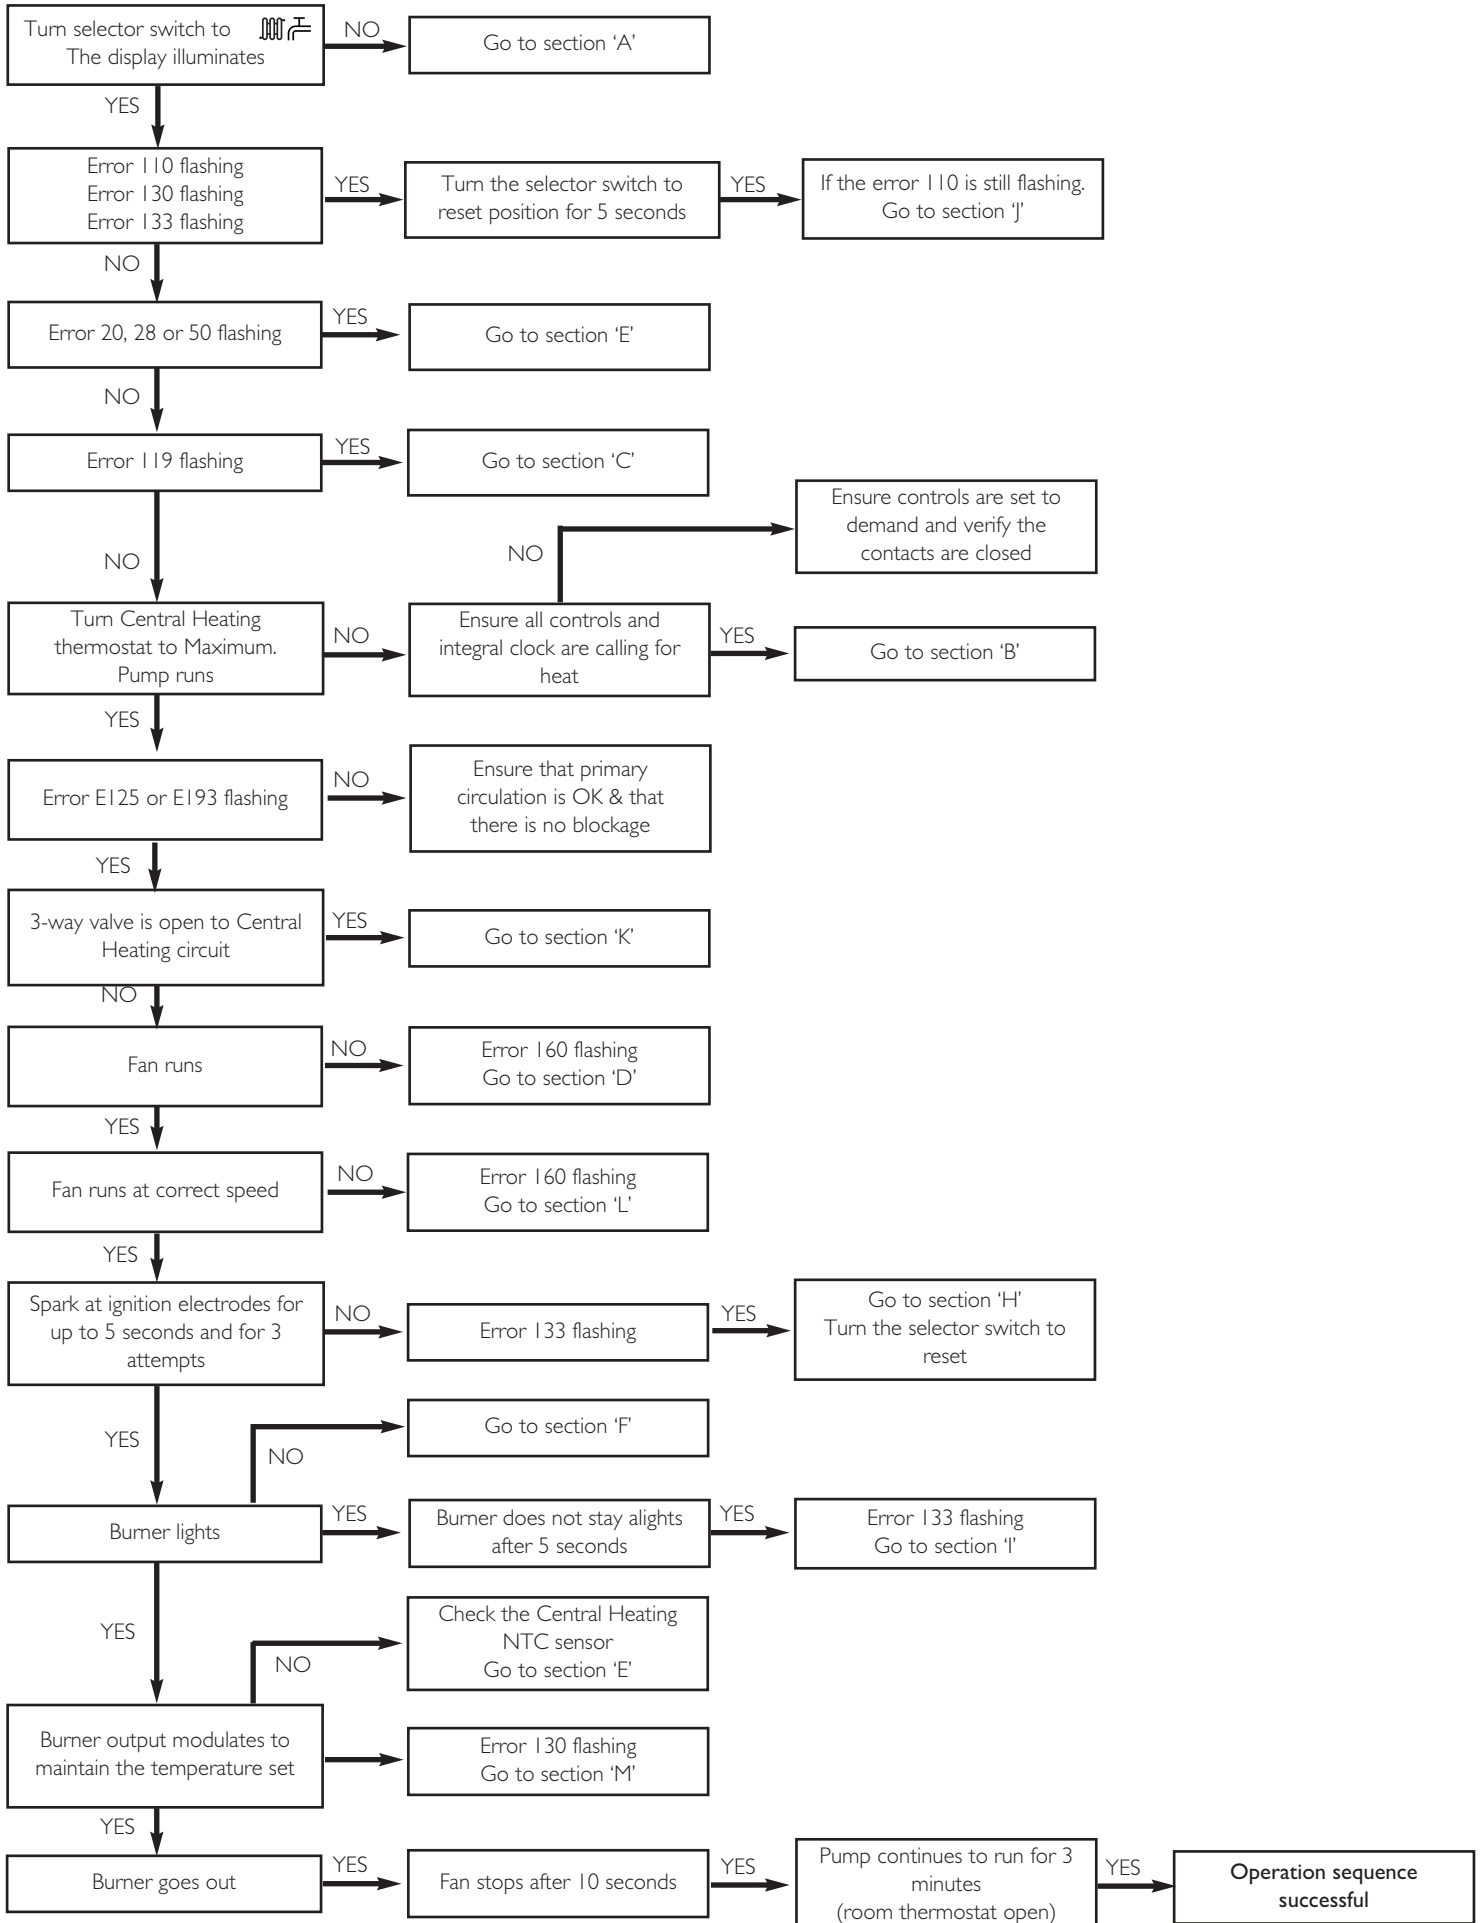 Turn selector switch to
The display illuminates
NO
Go to section ‘A’
YES
Error 110 flashing
Error 130 flashing
Error 133 flashing
YES
Turn the selector switch to
reset position for 5 seconds
YES
If the error 110 is still flashing.
Go to section ‘J’
NO
Error 20, 28 or 50 flashing
YES
Go to section ‘E’
NO
Error 119 flashing
YES
Go to section ‘C’
NO
Ensure controls are set to
demand and verify the
contacts are closed
NO
Turn Central Heating
thermostat to Maximum.
Pump runs
NO
Ensure all controls and
integral clock are calling for
heat
YES
Go to section ‘B’
YES
Error E125 or E193 flashing
NO
Ensure that primary
circulation is OK & that
there is no blockage
YES
3-way valve is open to Central
Heating circuit
YES
Go to section ‘K’
NO
Fan runs
NO
Error 160 flashing
Go to section ‘D’
YES
Fan runs at correct speed
NO
Error 160 flashing
Go to section ‘L’
YES
Spark at ignition electrodes for
up to 5 seconds and for 3
attempts
NO
Error 133 flashing
YES
Go to section ‘H’
Turn the selector switch to
reset
YES
Go to section ‘F’
NO
Burner lights
YES
Burner does not stay alights
after 5 seconds
YES
Error 133 flashing
Go to section ‘I’
YES
Check the Central Heating
NTC sensor
Go to section ‘E’
NO
Burner output modulates to
maintain the temperature set
Error 130 flashing
Go to section ‘M’
YES
Burner goes out
YES
Fan stops after 10 seconds
YES
Pump continues to run for 3
minutes
(room thermostat open)
YES
Operation sequence
successful